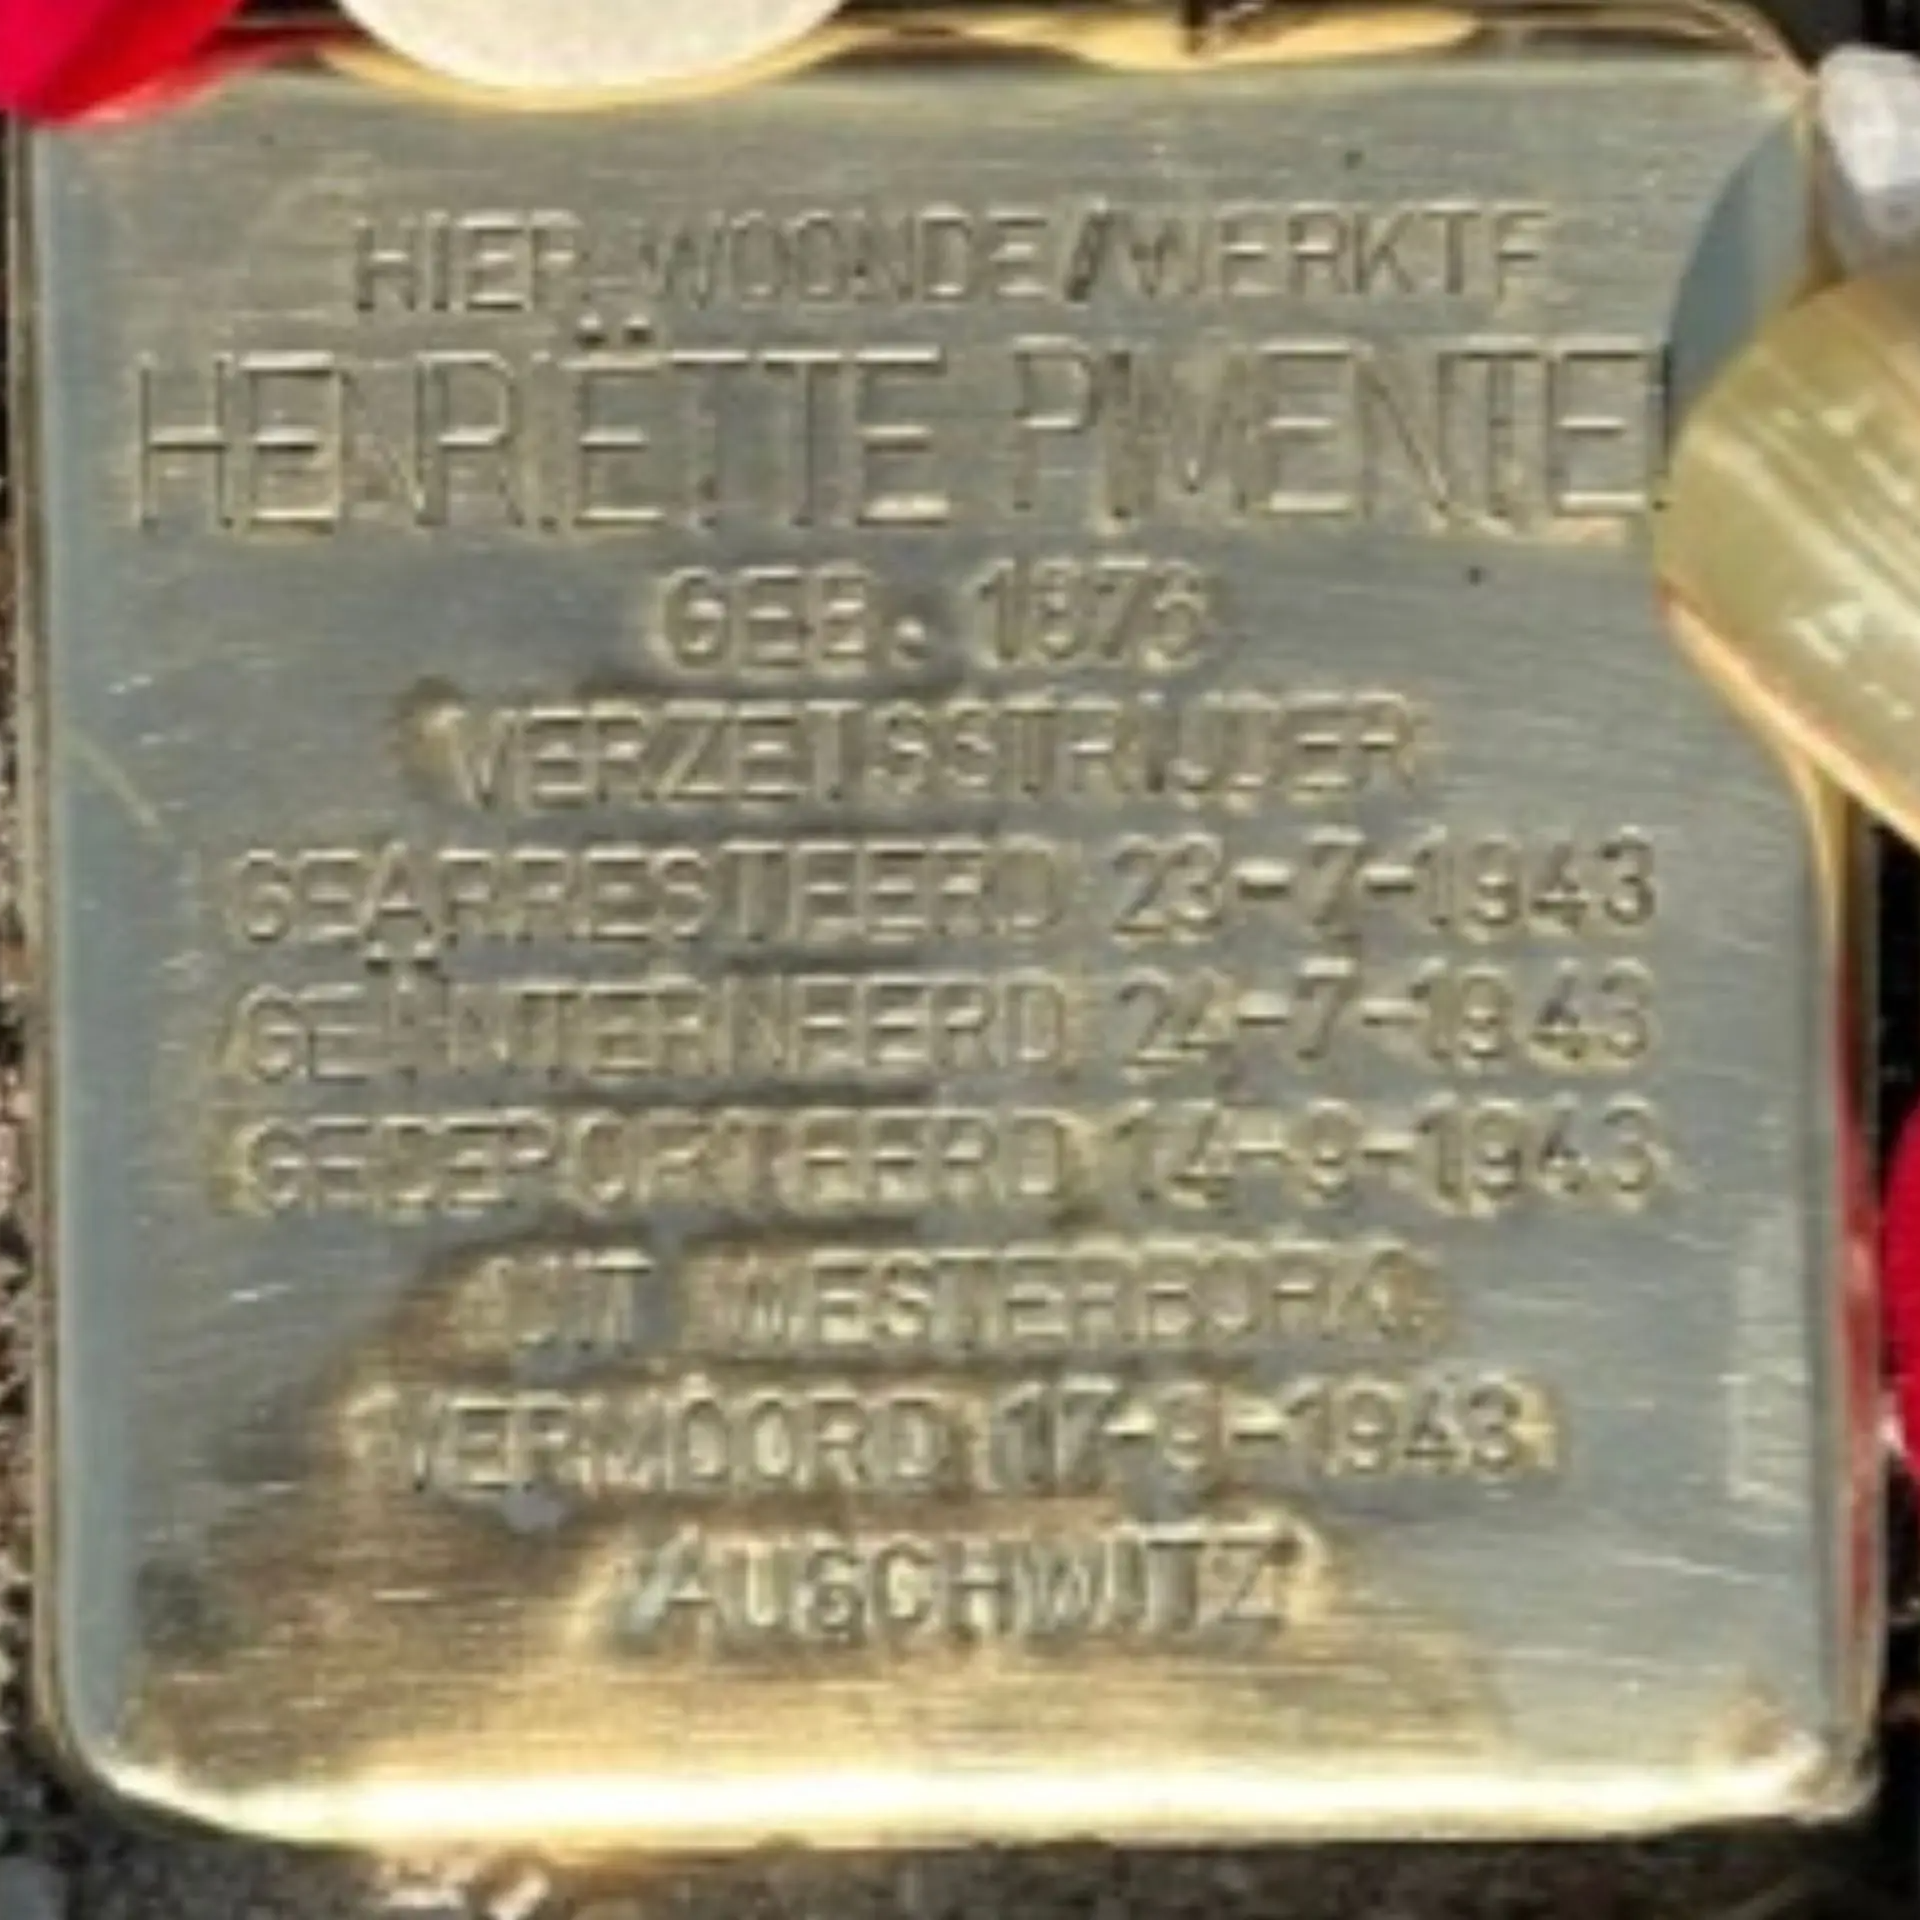 HIER WOONDE/WERKTE
HENRIËTTE PIMENTEL
GEB. 1876
VERZETSSTRIJDER
GEARRESTEERD 23-7-1943
GEÏNTERNEERD 24-7-1943
GEDEPORTEERD 14-9-1943
UIT WESTERBORK
VERMOORD 17-9-1943
AUSCHWITZ